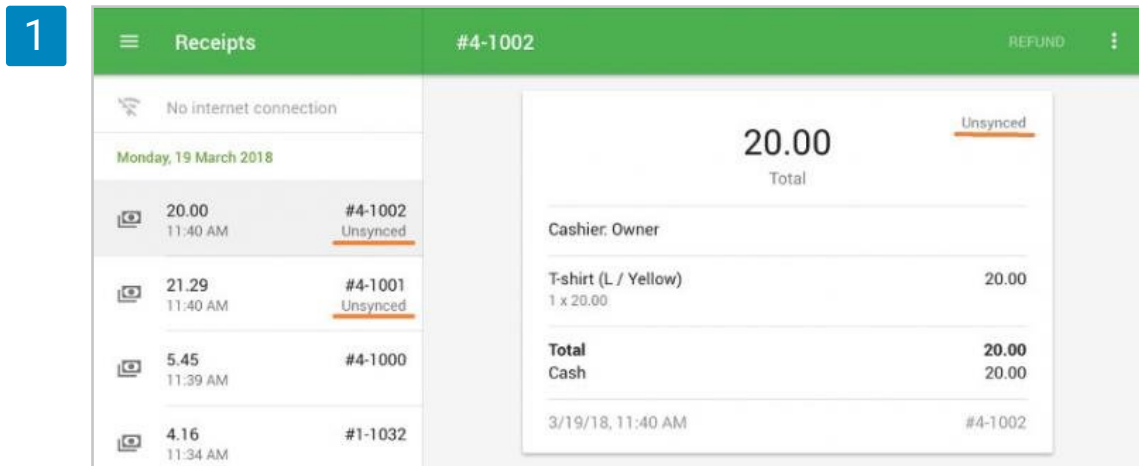 1
Receipts
#4-1002
REFUND
No internet connection
Monday, 19 March 2018
20.00
#4-1002
11:40 AM
Unsynced
21.29
#4-1001
11:40 AM
Unsynced
5.45
#4-1000
11:39 AM
4.16
#1-1032
11:34 AM
Unsynced
20.00
Total
Cashier: Owner
T-shirt (L / Yellow)
20.00
1 x 20.00
Total
20.00
Cash
20.00
3/19/18, 11:40 AM
#4-1002